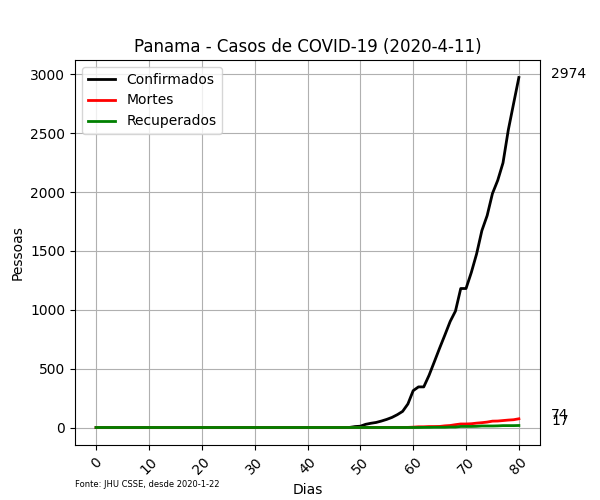 Panama - Casos de COVID-19 (2020-4-11)
Confirmados
Mortes
Recuperados
Pessoas
3000
2500
2000
1500
1000
500
0
2974
74
17
0 10 20 30 40 50 60 70 80
Dias
Fonte: JHU CSSE, desde 2020-1-22